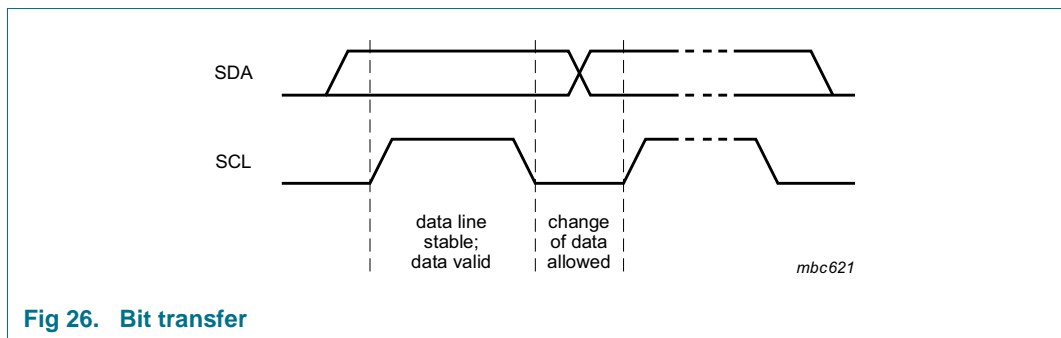 SDA
SCL
data line
stable;
data valid
change
of data
allowed
mbc621
Fig 26. Bit transfer